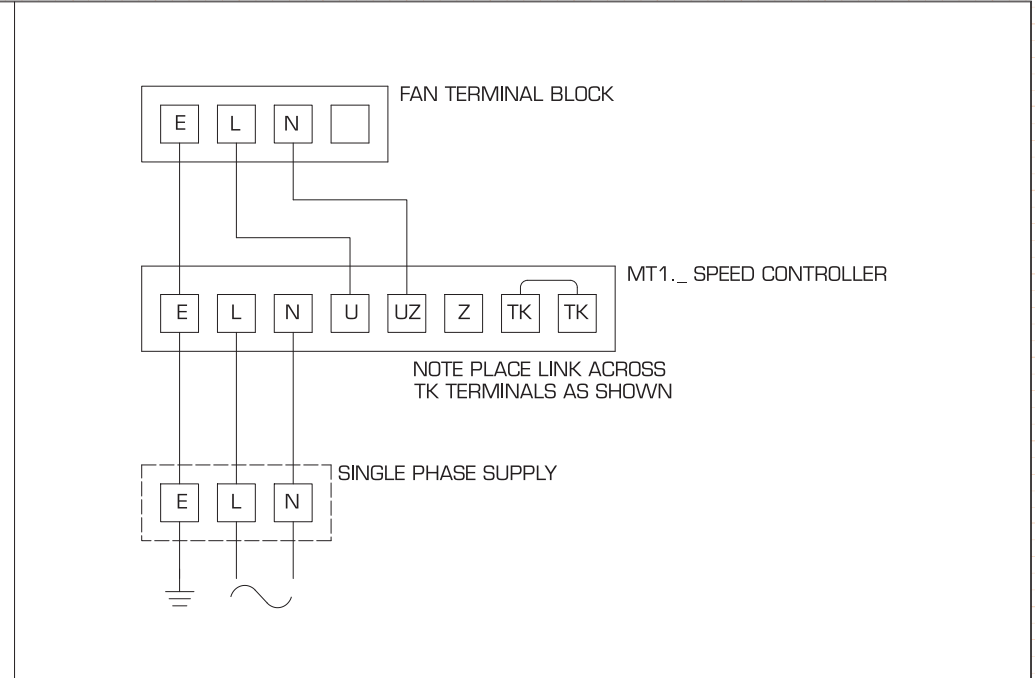 FAN TERMINAL BLOCK
E L N
MT1._ SPEED CONTROLLER
E L N U UZ Z TK TK
NOTE PLACE LINK ACROSS
TK TERMINALS AS SHOWN
SINGLE PHASE SUPPLY
E L N